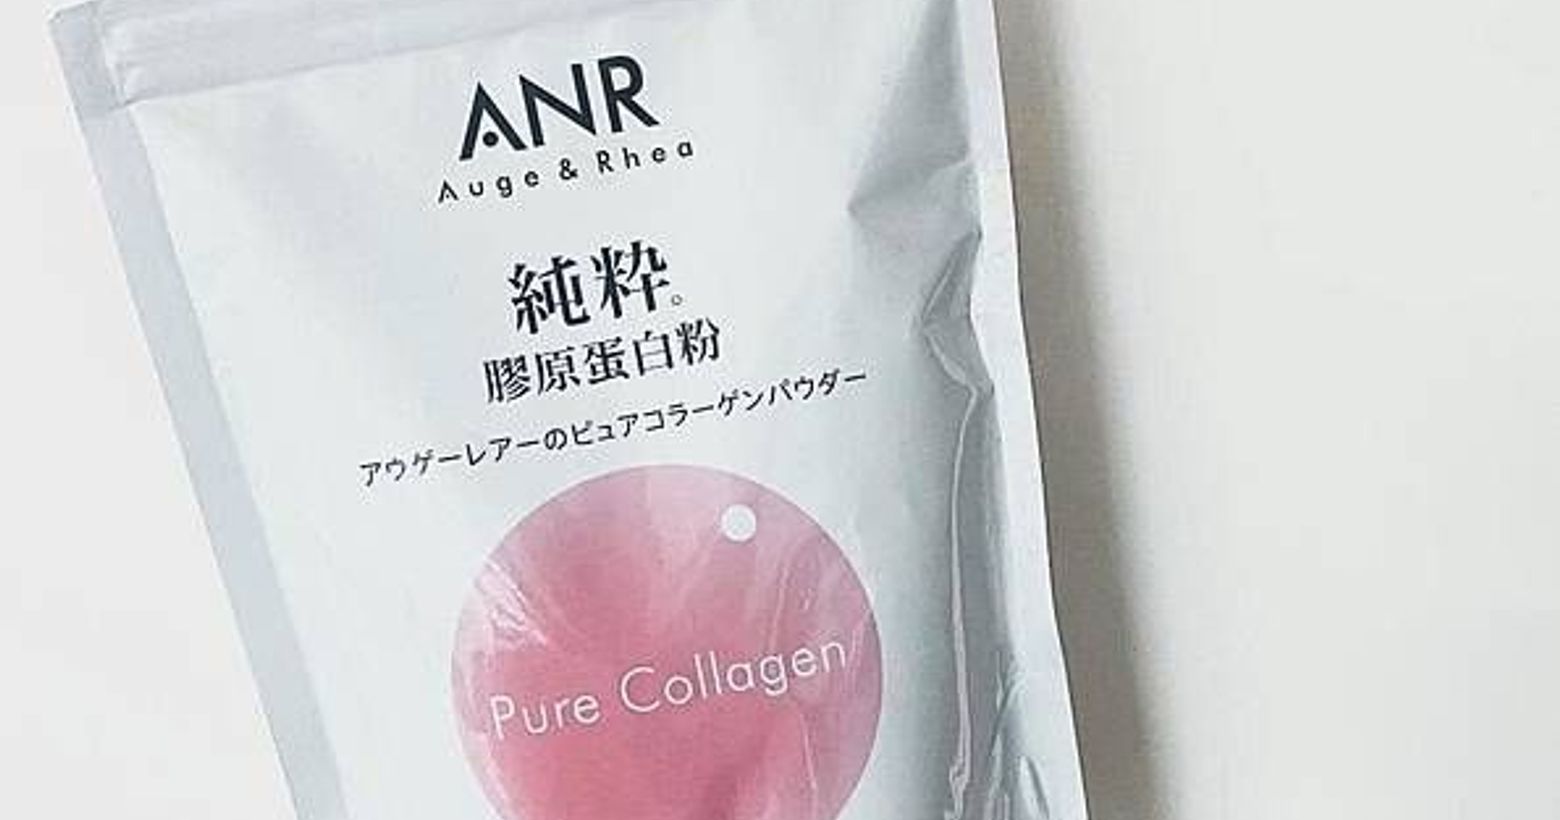 ANR
Auge & Rhea
純粋。
膠原蛋白粉
アウゲーレアーのピュアコラーゲンパウダー
Pure Collagen